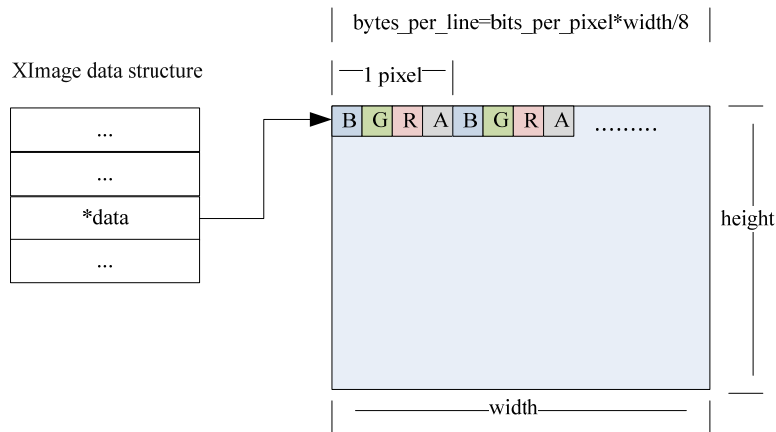 bytes_per_line=bits_per_pixel*width/8
XImage data structure
1 pixel
...
B G R A B G R A .........
...
*data
height
...
width